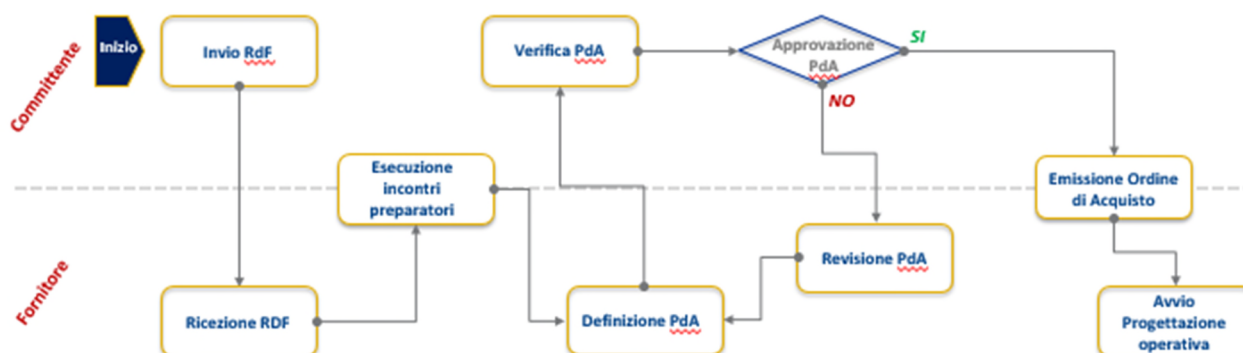 Committente
Inizio
Invio RdF
Verifica PdA
Approvazione
PdA
SI
NO
Esecuzione
incontri
preparatori
Emissione Ordine
di Acquisto
Fornitore
Ricezione RDF
Definizione PdA
Revisione PdA
Avvio
Progettazione
operativa